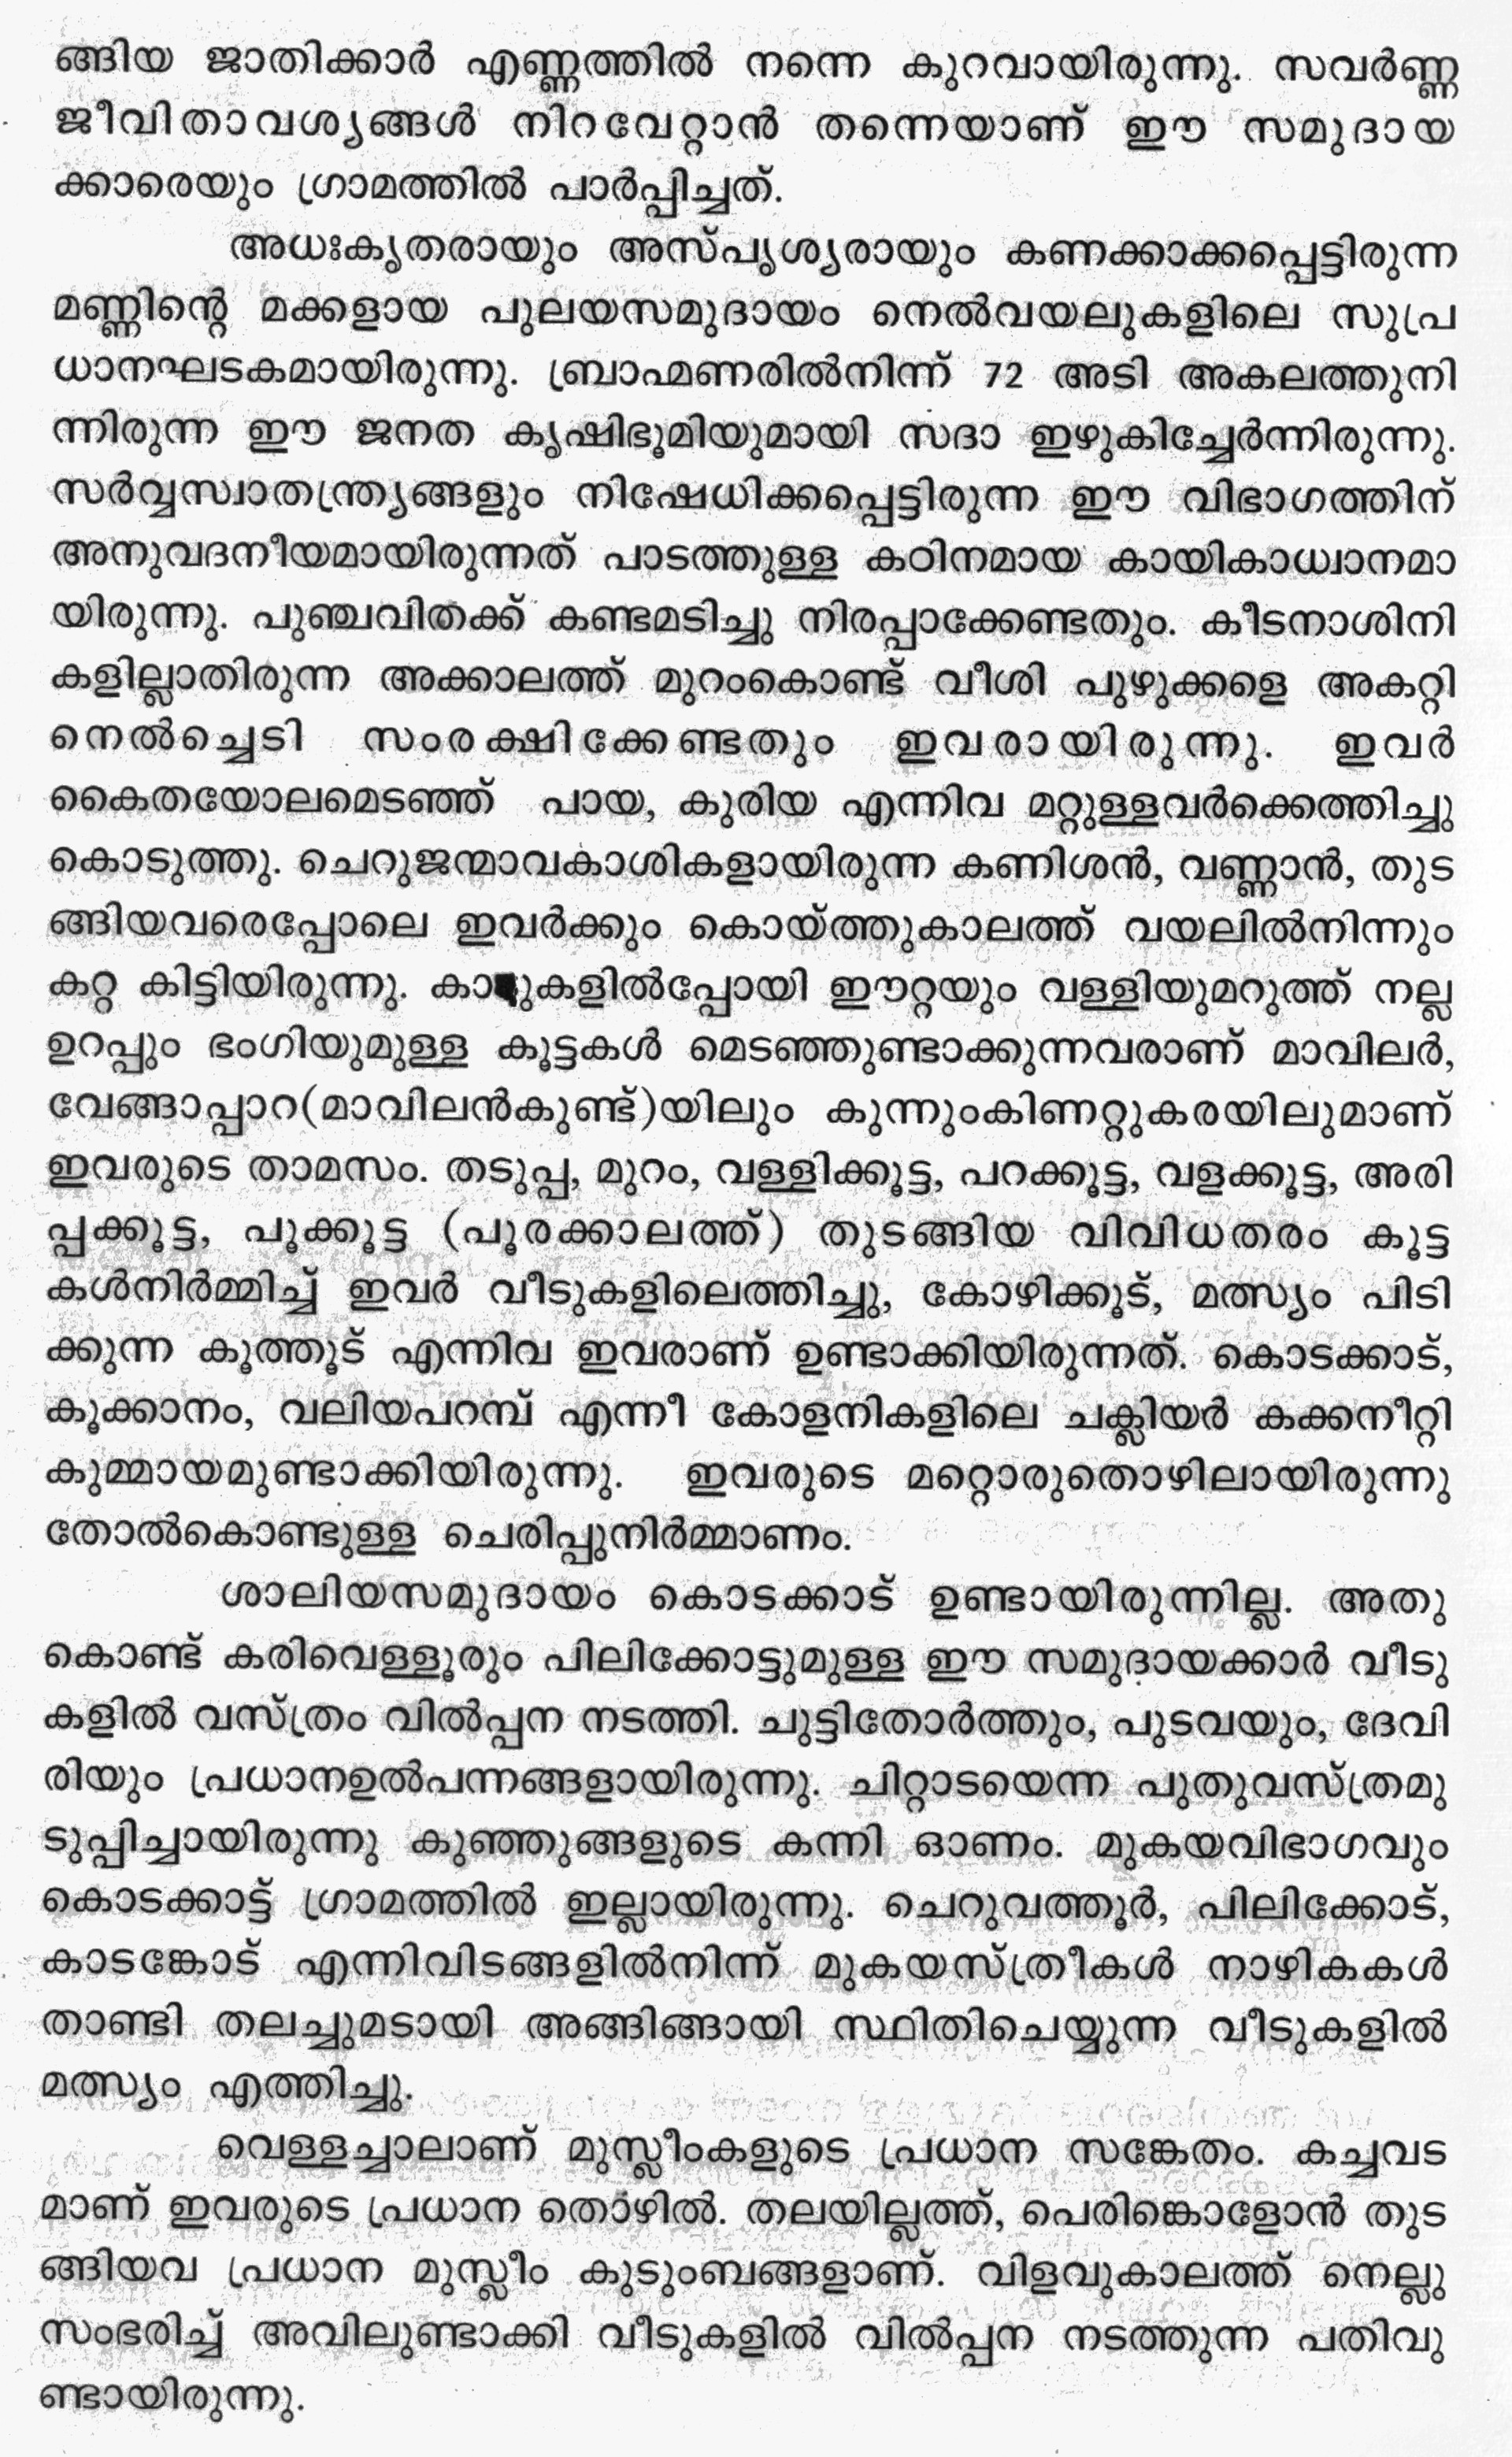 ങ്ങിയ ജാതിക്കാർ എണ്ണത്തിൽ നന്നെ കുറവായിരുന്നു. സവർണ്ണ
ജീവിതാവശ്യങ്ങൾ നിറവേറ്റാൻ തന്നെയാണ് ഈ സമുദായ
ക്കാരെയും ഗ്രാമത്തിൽ പാർപ്പിച്ചത്.
അധഃകൃതരായും അസ്പൃശ്യരായും കണക്കാക്കപ്പെട്ടിരുന്ന
മണ്ണിന്റെ മക്കളായ പുലയസമുദായം നെൽവയലുകളിലെ സുപ്ര
ധാനഘടകമായിരുന്നു. ബ്രാഹ്മണരിൽനിന്ന് 72 അടി അകലത്തുനി
ന്നിരുന്ന ഈ ജനത കൃഷിഭൂമിയുമായി സദാ ഇഴുകിച്ചേർന്നിരുന്നു.
സർവ്വസ്വാതന്ത്ര്യങ്ങളും നിഷേധിക്കപ്പെട്ടിരുന്ന ഈ വിഭാഗത്തിന്
അനുവദനീയമായിരുന്നത് പാടത്തുള്ള കഠിനമായ കായികാധ്വാനമാ
യിരുന്നു. പുഞ്ചവിതക്ക് കണ്ടമടിച്ചു നിരപ്പാക്കേണ്ടതും. കീടനാശിനി
കളില്ലാതിരുന്ന അക്കാലത്ത് മുറംകൊണ്ട് വീശി പുഴുക്കളെ അകറ്റി
നെൽച്ചെടി സംരക്ഷിക്കേണ്ടതും ഇവരായിരുന്നു. ഇവർ
കൈതയോലമെടഞ്ഞ് പായ, കുരിയ എന്നിവ മറ്റുള്ളവർക്കെത്തിച്ചു
കൊടുത്തു. ചെറുജന്മാവകാശികളായിരുന്ന കണിശൻ, വണ്ണാൻ, തുട
ങ്ങിയവരെപ്പോലെ ഇവർക്കും കൊയ്ത്തുകാലത്ത് വയലിൽനിന്നും
കറ്റ കിട്ടിയിരുന്നു. ഈറ്റയും വള്ളിയുമറുത്ത് നല്ല
ഉറപ്പും ഭംഗിയുമുള്ള കൂട്ടകൾ മെടഞ്ഞുണ്ടാക്കുന്നവരാണ് മാവിലർ,
വേങ്ങാപ്പാറ(മാവിലൻകുണ്ട്)യിലും കുന്നുംകിണറ്റുകരയിലുമാണ്
ഇവരുടെ താമസം. തടുപ്പ, മുറം, വള്ളിക്കൂട്ട, പറക്കൂട്ട, വളക്കൂട്ട, അരി
പ്പക്കൂട്ട, പൂക്കൂട്ട (പൂരക്കാലത്ത്) തുടങ്ങിയ വിവിധതരം കൂട്ട
കൾനിർമ്മിച്ച് ഇവർ വീടുകളിലെത്തിച്ചു, കോഴിക്കൂട്, മത്സ്യം പിടി
ക്കുന്ന കൂത്തൂട് എന്നിവ ഇവരാണ് ഉണ്ടാക്കിയിരുന്നത്. കൊടക്കാട്,
കൂക്കാനം, വലിയപറമ്പ് എന്നീ കോളനികളിലെ ചക്ലിയർ കക്കനീറ്റി
കുമ്മായമുണ്ടാക്കിയിരുന്നു. ഇവരുടെ മറ്റൊരുതൊഴിലായിരുന്നു
തോൽകൊണ്ടുള്ള ചെരിപ്പുനിർമ്മാണം.
ശാലിയസമുദായം കൊടക്കാട് ഉണ്ടായിരുന്നില്ല. അതു
കൊണ്ട് കരിവെള്ളൂരും പിലിക്കോട്ടുമുള്ള ഈ സമുദായക്കാർ വീടു
കളിൽ വസ്ത്രം വിൽപ്പന നടത്തി. ചുട്ടിതോർത്തും, പുടവയും, ദേവി
രിയും പ്രധാനഉൽപന്നങ്ങളായിരുന്നു. ചിറ്റാടയെന്ന പുതുവസ്ത്രമു
ടുപ്പിച്ചായിരുന്നു കുഞ്ഞുങ്ങളുടെ കന്നി ഓണം. മുകയവിഭാഗവും
കൊടക്കാട്ട് ഗ്രാമത്തിൽ ഇല്ലായിരുന്നു. ചെറുവത്തൂർ, പിലിക്കോട്,
കാടങ്കോട് എന്നിവിടങ്ങളിൽനിന്ന് മുകയസ്ത്രീകൾ നാഴികകൾ
താണ്ടി തലച്ചുമടായി അങ്ങിങ്ങായി സ്ഥിതിചെയ്യുന്ന വീടുകളിൽ
മത്സ്യം എത്തിച്ചു.
വെള്ളച്ചാലാണ് മുസ്ലീംകളുടെ പ്രധാന സങ്കേതം. കച്ചവട
മാണ് ഇവരുടെ പ്രധാന തൊഴിൽ. തലയില്ലത്ത്, പെരിങ്കൊളോൻ തുട
ങ്ങിയവ പ്രധാന മുസ്ലീം കുടുംബങ്ങളാണ്. വിളവുകാലത്ത് നെല്ലു
സംഭരിച്ച് അവിലുണ്ടാക്കി വീടുകളിൽ വിൽപ്പന നടത്തുന്ന പതിവു
ണ്ടായിരുന്നു.